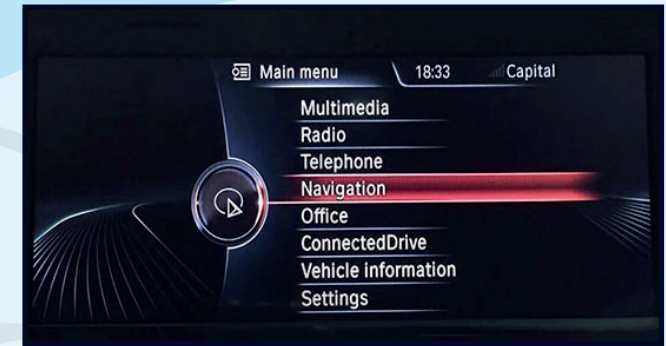 Main menu 18:33 Capital
Multimedia
Radio
Telephone
Navigation
Office
ConnectedDrive
Vehicle information
Settings